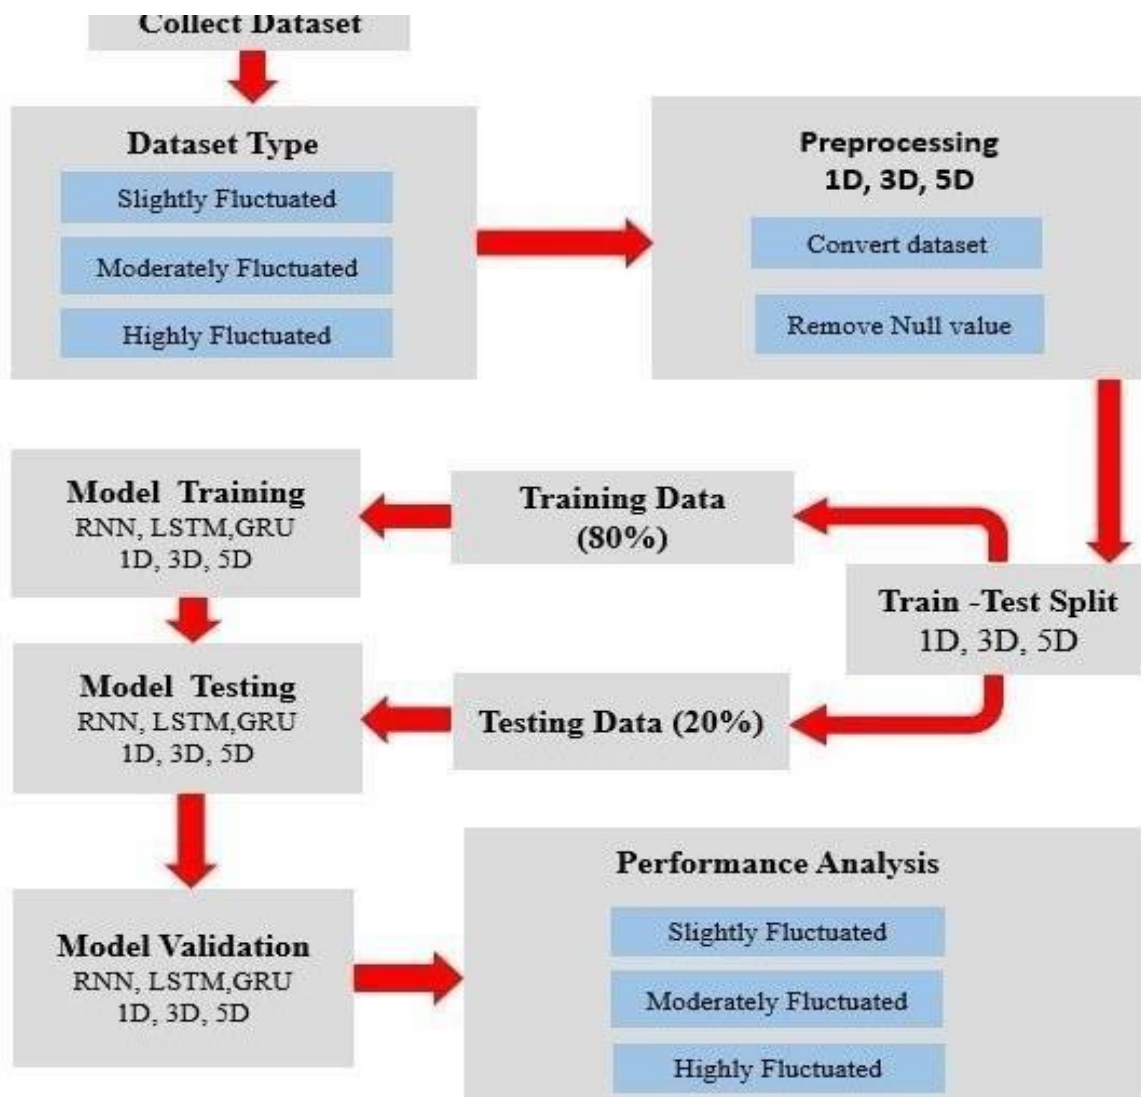 Collect Dataset
Dataset Type
Slightly Fluctuated
Moderately Fluctuated
Highly Fluctuated
Preprocessing
1D, 3D, 5D
Convert dataset
Remove Null value
Train -Test Split
1D, 3D, 5D
Training Data
(80%)
Testing Data (20%)
Model Training
RNN, LSTM,GRU
1D, 3D, 5D
Model Testing
RNN, LSTM,GRU
1D, 3D, 5D
Model Validation
RNN, LSTM,GRU
1D, 3D, 5D
Performance Analysis
Slightly Fluctuated
Moderately Fluctuated
Highly Fluctuated